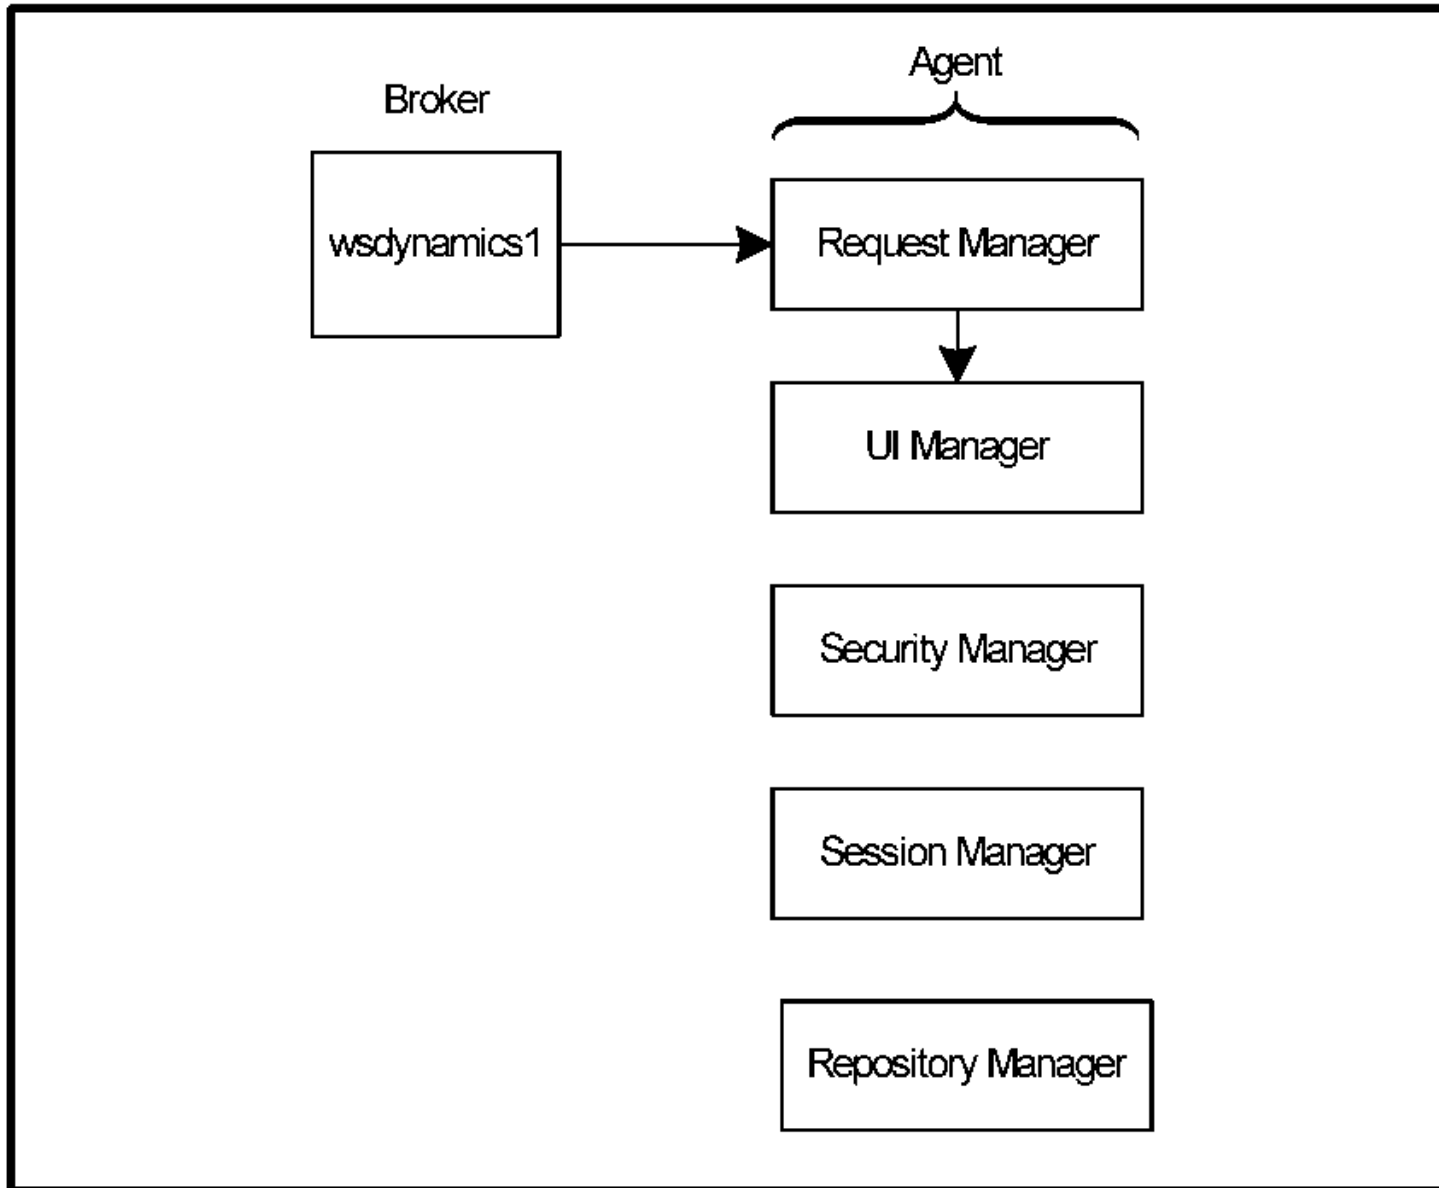 Agent
Broker
wsdynamics1
Request Manager
UI Manager
Security Manager
Session Manager
Repository Manager